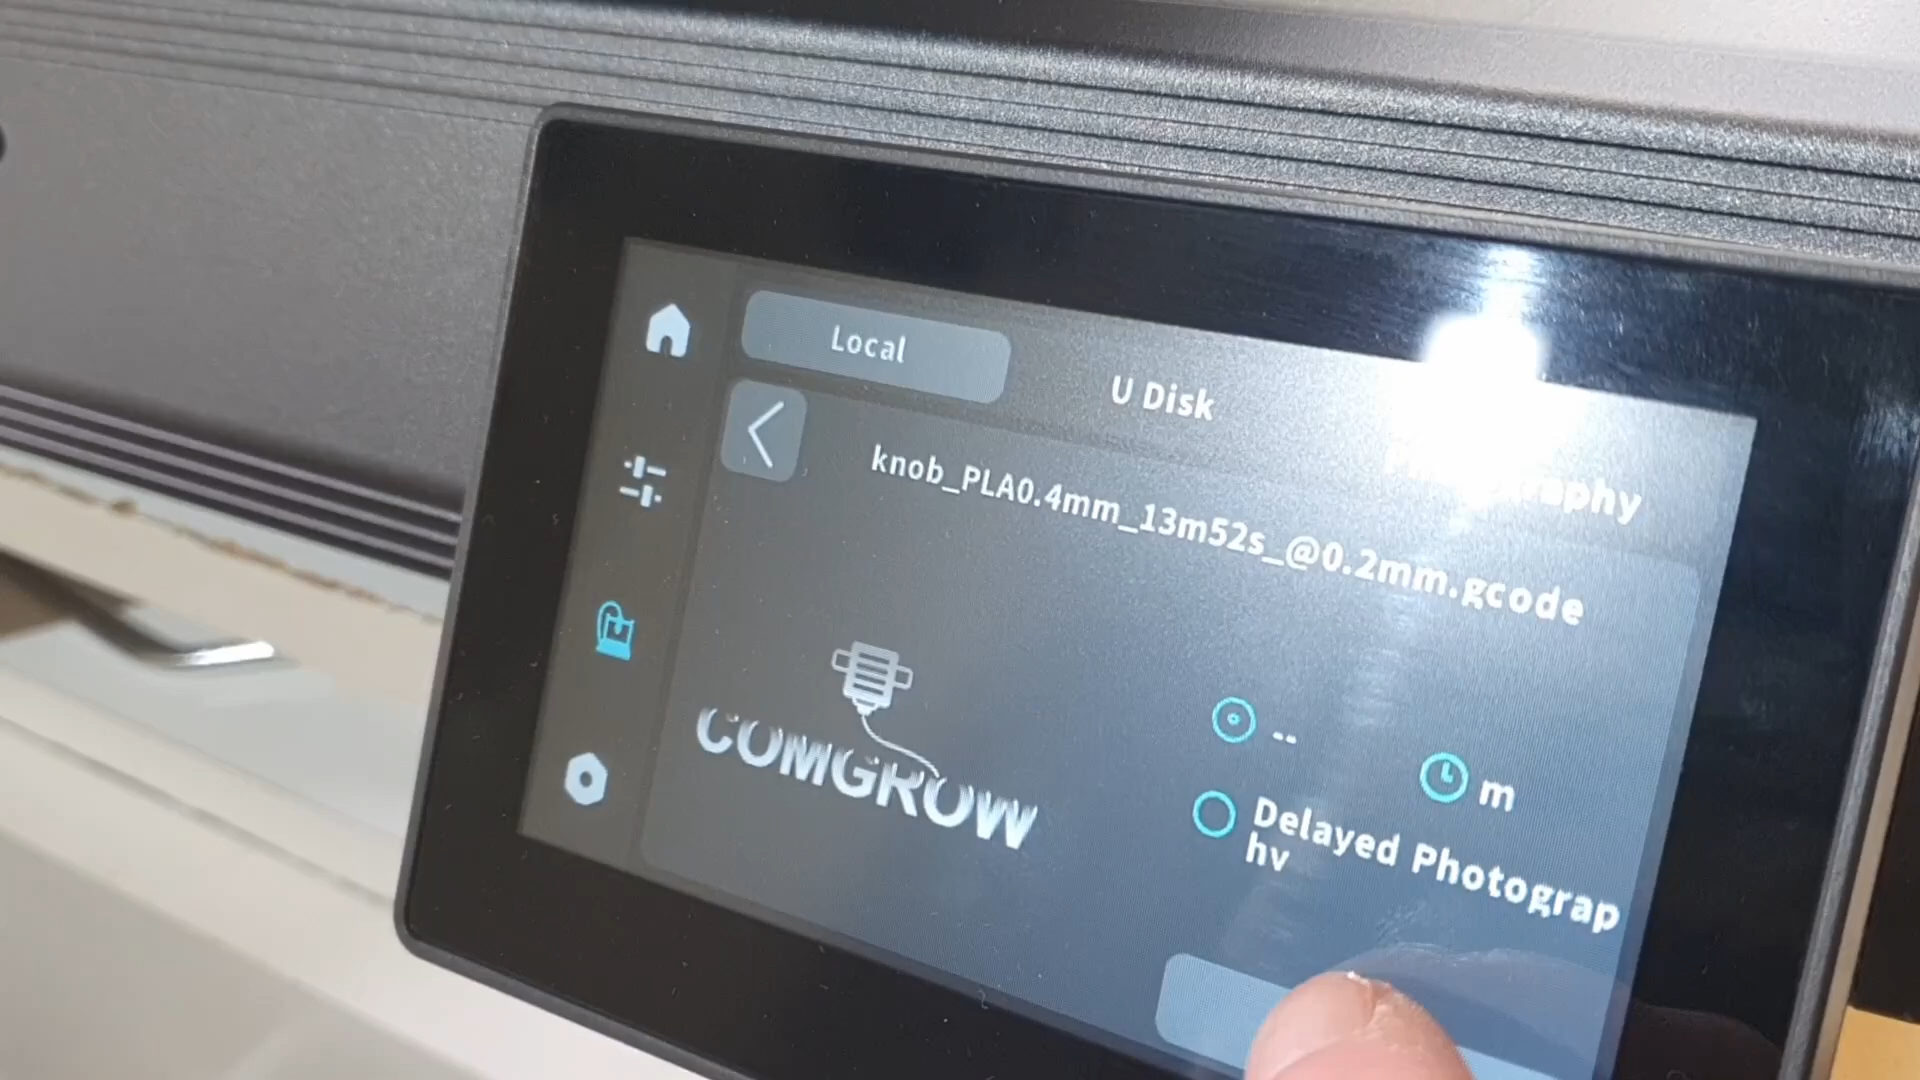 Local
U Disk
knob_PLA0.4mm_13m52s_@0.2mm.gcode
COMGROW
--
m
Delayed Photograp
hy